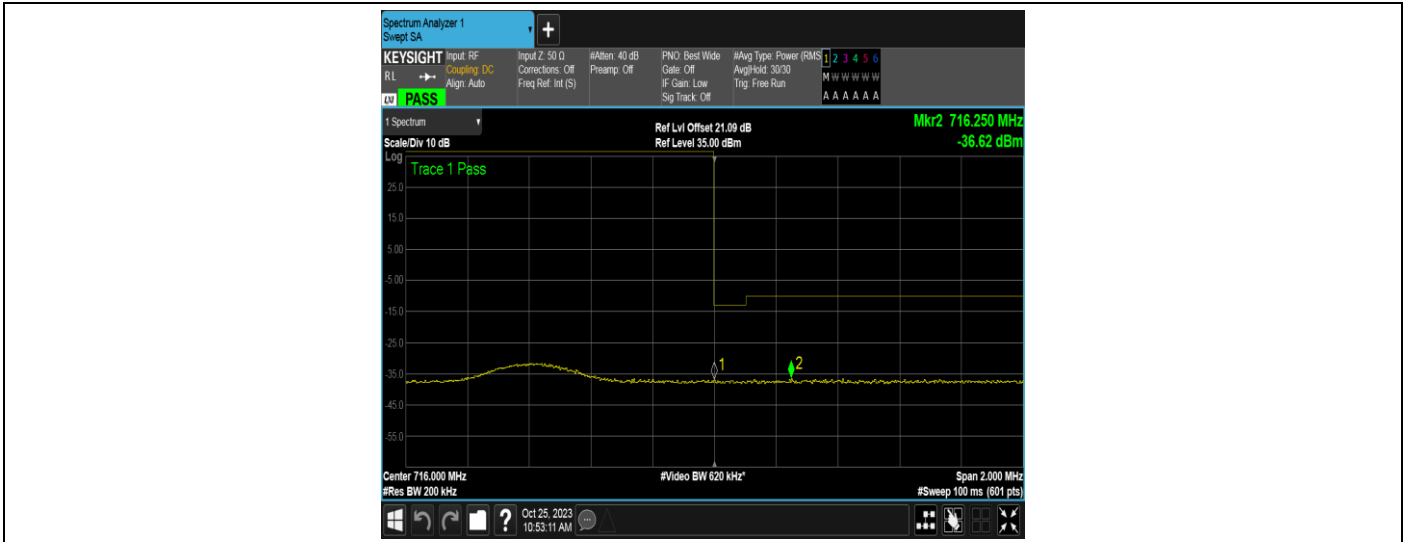 Spectrum Analyzer 1
Swept SA
+
KEYSIGHT
RL
LXI PASS
Input: RF
Coupling: DC
Align: Auto
Input Z: 50 Ω
Corrections: Off
Freq Ref: Int (S)
#Atten: 40 dB
Preamp: Off
PNO: Best Wide
Gate: Off
IF Gain: Low
Sig Track: Off
#Avg Type: Power (RMS
Avg|Hold: 30/30
Trig: Free Run
1 2 3 4 5 6
M W W W W W
A A A A A A
1 Spectrum
Scale/Div 10 dB
Ref Lvl Offset 21.09 dB
Ref Level 35.00 dBm
Mkr2 716.250 MHz
-36.62 dBm
Log
Trace 1 Pass
25.0
15.0
5.00
-5.00
-15.0
-25.0
-35.0
-45.0
-55.0
1
2
Center 716.000 MHz
#Res BW 200 kHz
#Video BW 620 kHz*
Span 2.000 MHz
#Sweep 100 ms (601 pts)
?
Oct 25, 2023
10:53:11 AM